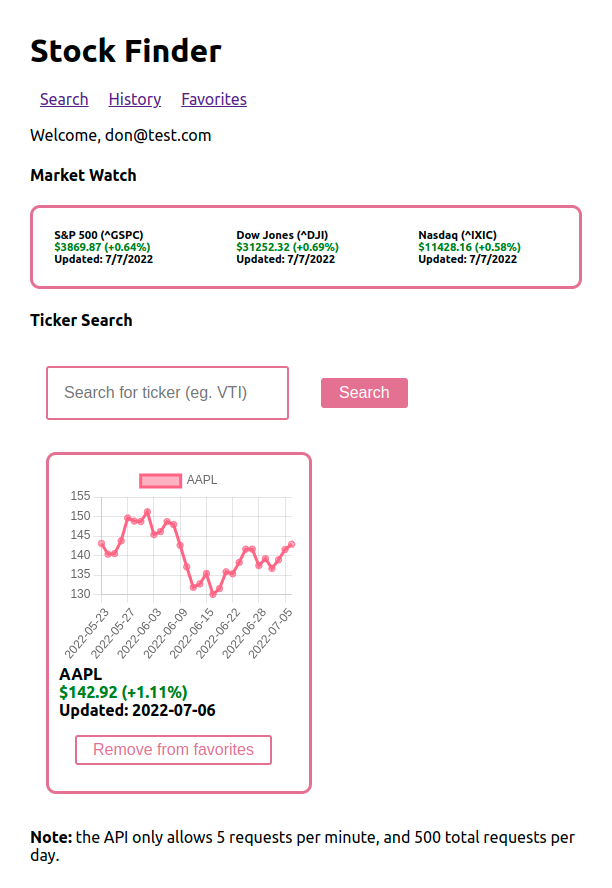 Stock Finder
Search History Favorites
Welcome, don@test.com
Market Watch
S&P 500 (^GSPC) Dow Jones (^DJI) Nasdaq (^IXIC)
$3869.87 (+0.64%) $31252.32 (+0.69%) $11428.16 (+0.58%)
Updated: 7/7/2022 Updated: 7/7/2022 Updated: 7/7/2022
Ticker Search
Search for ticker (eg. VTI) Search
AAPL
155
150
145
140
135
130
2022-05-23 2022-05-27 2022-06-03 2022-06-09 2022-06-15 2022-06-22 2022-06-28 2022-07-05
AAPL
$142.92 (+1.11%)
Updated: 2022-07-06
Remove from favorites
Note: the API only allows 5 requests per minute, and 500 total requests per
day.